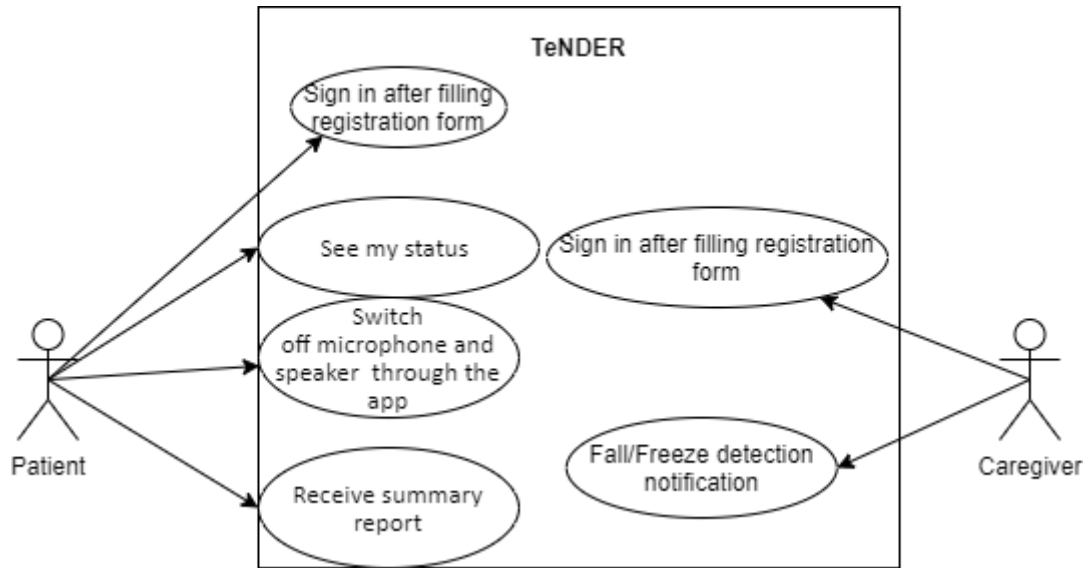 TeNDER
Sign in after filling
registration form
See my status
Sign in after filling registration
form
Switch
off microphone and
speaker through the
app
Patient
Caregiver
Fall/Freeze detection
notification
Receive summary
report